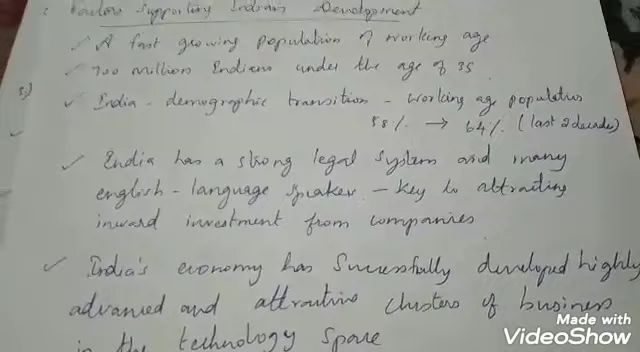 Factors Supporting Indians Development
A fast growing population of working age
700 million Indians under the age of 35
India - demographic transition - working age population
58% → 64% (last 2 decades)
India has a strong legal system and many
english - language speaker - key to attracting
inward investment from companies
India's economy has Sucessfully developed highly
advanced and attractive clusters of business
in the technology space
Made with
VideoShow